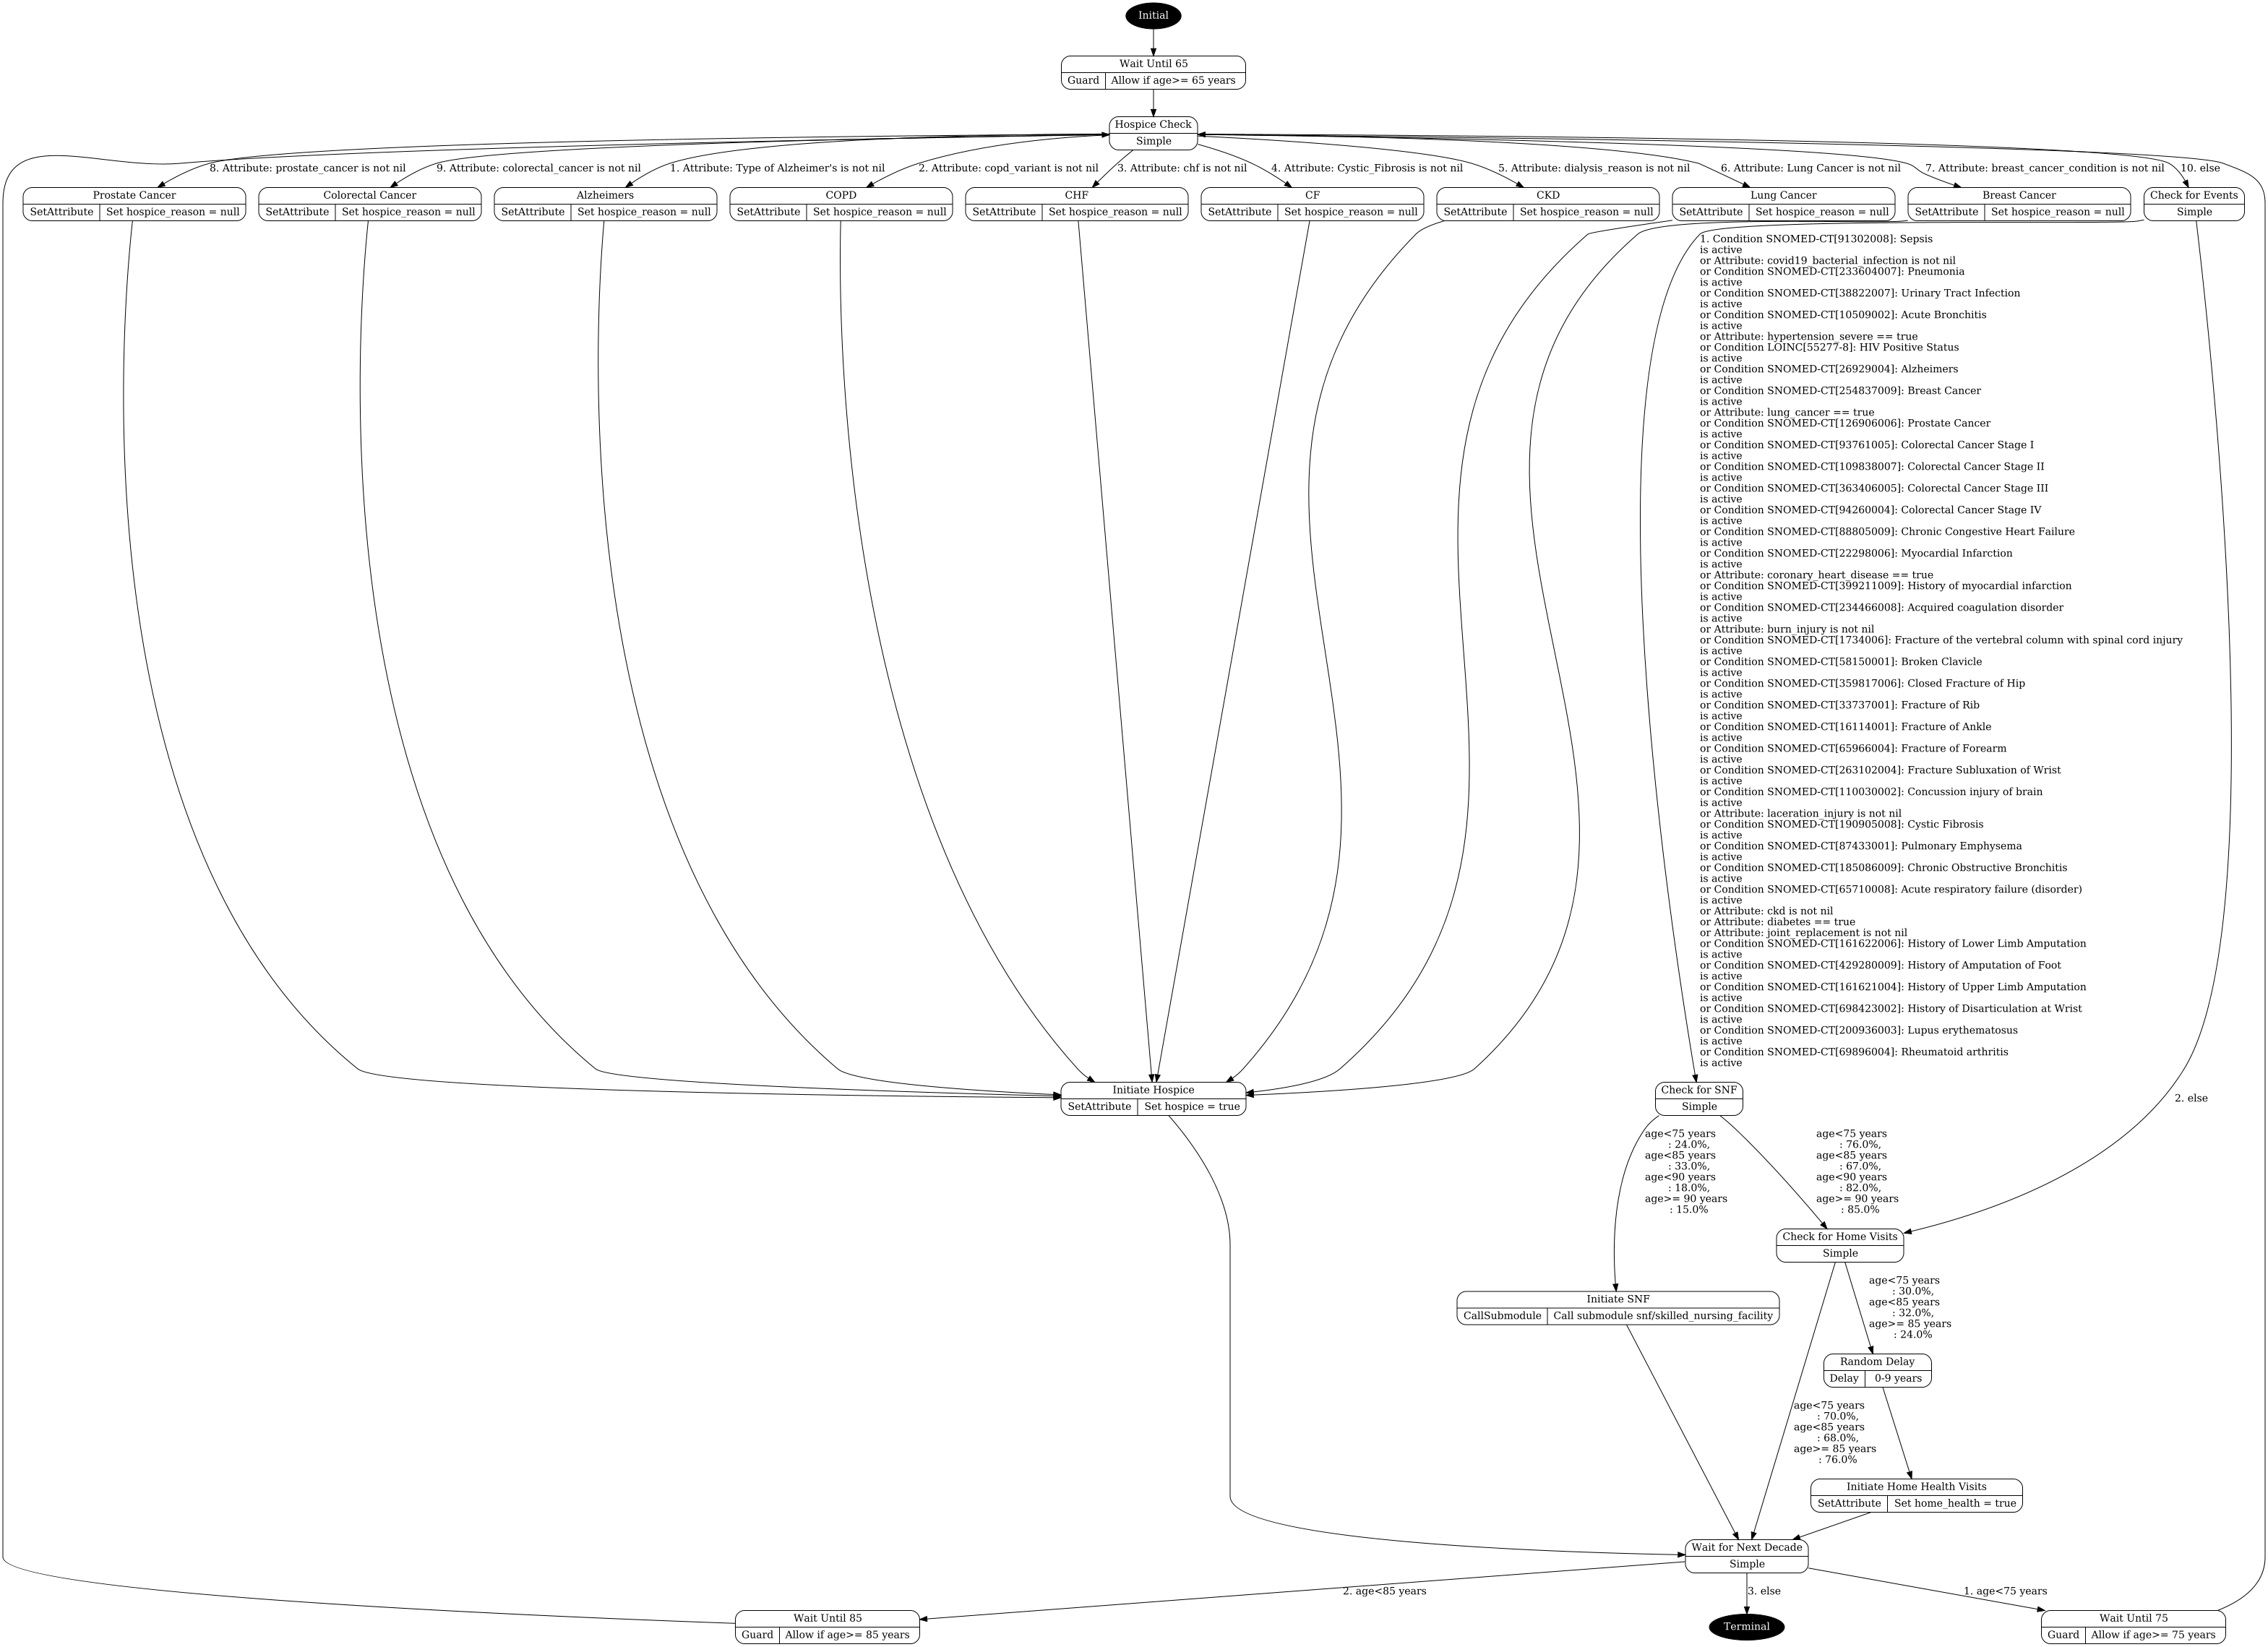 Initial
Wait Until 65
Guard Allow if age>= 65 years
Hospice Check
Simple
8. Attribute: prostate_cancer is not nil
9. Attribute: colorectal_cancer is not nil
1. Attribute: Type of Alzheimer's is not nil
2. Attribute: copd_variant is not nil
3. Attribute: chf is not nil
4. Attribute: Cystic_Fibrosis is not nil
5. Attribute: dialysis_reason is not nil
6. Attribute: Lung Cancer is not nil
7. Attribute: breast_cancer_condition is not nil
10. else
Prostate Cancer
SetAttribute Set hospice_reason = null
Colorectal Cancer
SetAttribute Set hospice_reason = null
Alzheimers
SetAttribute Set hospice_reason = null
COPD
SetAttribute Set hospice_reason = null
CHF
SetAttribute Set hospice_reason = null
CF
SetAttribute Set hospice_reason = null
CKD
SetAttribute Set hospice_reason = null
Lung Cancer
SetAttribute Set hospice_reason = null
Breast Cancer
SetAttribute Set hospice_reason = null
Check for Events
Simple
1. Condition SNOMED-CT[91302008]: Sepsis
is active
or Attribute: covid19_bacterial_infection is not nil
or Condition SNOMED-CT[233604007]: Pneumonia
is active
or Condition SNOMED-CT[38822007]: Urinary Tract Infection
is active
or Condition SNOMED-CT[10509002]: Acute Bronchitis
is active
or Attribute: hypertension_severe == true
or Condition LOINC[55277-8]: HIV Positive Status
is active
or Condition SNOMED-CT[26929004]: Alzheimers
is active
or Condition SNOMED-CT[254837009]: Breast Cancer
is active
or Attribute: lung_cancer == true
or Condition SNOMED-CT[126906006]: Prostate Cancer
is active
or Condition SNOMED-CT[93761005]: Colorectal Cancer Stage I
is active
or Condition SNOMED-CT[109838007]: Colorectal Cancer Stage II
is active
or Condition SNOMED-CT[363406005]: Colorectal Cancer Stage III
is active
or Condition SNOMED-CT[94260004]: Colorectal Cancer Stage IV
is active
or Condition SNOMED-CT[88805009]: Chronic Congestive Heart Failure
is active
or Condition SNOMED-CT[22298006]: Myocardial Infarction
is active
or Attribute: coronary_heart_disease == true
or Condition SNOMED-CT[399211009]: History of myocardial infarction
is active
or Condition SNOMED-CT[234466008]: Acquired coagulation disorder
is active
or Attribute: burn_injury is not nil
or Condition SNOMED-CT[1734006]: Fracture of the vertebral column with spinal cord injury
is active
or Condition SNOMED-CT[58150001]: Broken Clavicle
is active
or Condition SNOMED-CT[359817006]: Closed Fracture of Hip
is active
or Condition SNOMED-CT[33737001]: Fracture of Rib
is active
or Condition SNOMED-CT[16114001]: Fracture of Ankle
is active
or Condition SNOMED-CT[65966004]: Fracture of Forearm
is active
or Condition SNOMED-CT[263102004]: Fracture Subluxation of Wrist
is active
or Condition SNOMED-CT[110030002]: Concussion injury of brain
is active
or Attribute: laceration_injury is not nil
or Condition SNOMED-CT[190905008]: Cystic Fibrosis
is active
or Condition SNOMED-CT[87433001]: Pulmonary Emphysema
is active
or Condition SNOMED-CT[185086009]: Chronic Obstructive Bronchitis
is active
or Condition SNOMED-CT[65710008]: Acute respiratory failure (disorder)
is active
or Attribute: ckd is not nil
or Attribute: diabetes == true
or Attribute: joint_replacement is not nil
or Condition SNOMED-CT[161622006]: History of Lower Limb Amputation
is active
or Condition SNOMED-CT[429280009]: History of Amputation of Foot
is active
or Condition SNOMED-CT[161621004]: History of Upper Limb Amputation
is active
or Condition SNOMED-CT[698423002]: History of Disarticulation at Wrist
is active
or Condition SNOMED-CT[200936003]: Lupus erythematosus
is active
or Condition SNOMED-CT[69896004]: Rheumatoid arthritis
is active
Initiate Hospice
SetAttribute Set hospice = true
Check for SNF
Simple
2. else
age<75 years
: 24.0%,
age<85 years
: 33.0%,
age<90 years
: 18.0%,
age>= 90 years
: 15.0%
age<75 years
: 76.0%,
age<85 years
: 67.0%,
age<90 years
: 82.0%,
age>= 90 years
: 85.0%
Check for Home Visits
Simple
Initiate SNF
CallSubmodule Call submodule snf/skilled_nursing_facility
age<75 years
: 30.0%,
age<85 years
: 32.0%,
age>= 85 years
: 24.0%
Random Delay
Delay 0-9 years
age<75 years
: 70.0%,
age<85 years
: 68.0%,
age>= 85 years
: 76.0%
Initiate Home Health Visits
SetAttribute Set home_health = true
Wait for Next Decade
Simple
2. age<85 years
3. else
1. age<75 years
Wait Until 85
Guard Allow if age>= 85 years
Terminal
Wait Until 75
Guard Allow if age>= 75 years